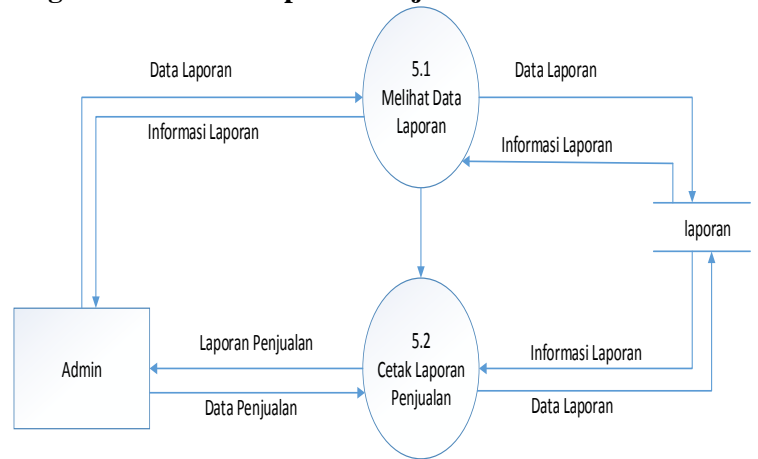 Data Laporan
5.1
Melihat Data
Laporan
Data Laporan
Informasi Laporan
Informasi Laporan
laporan
Admin
Laporan Penjualan
Data Penjualan
5.2
Cetak Laporan
Penjualan
Informasi Laporan
Data Laporan